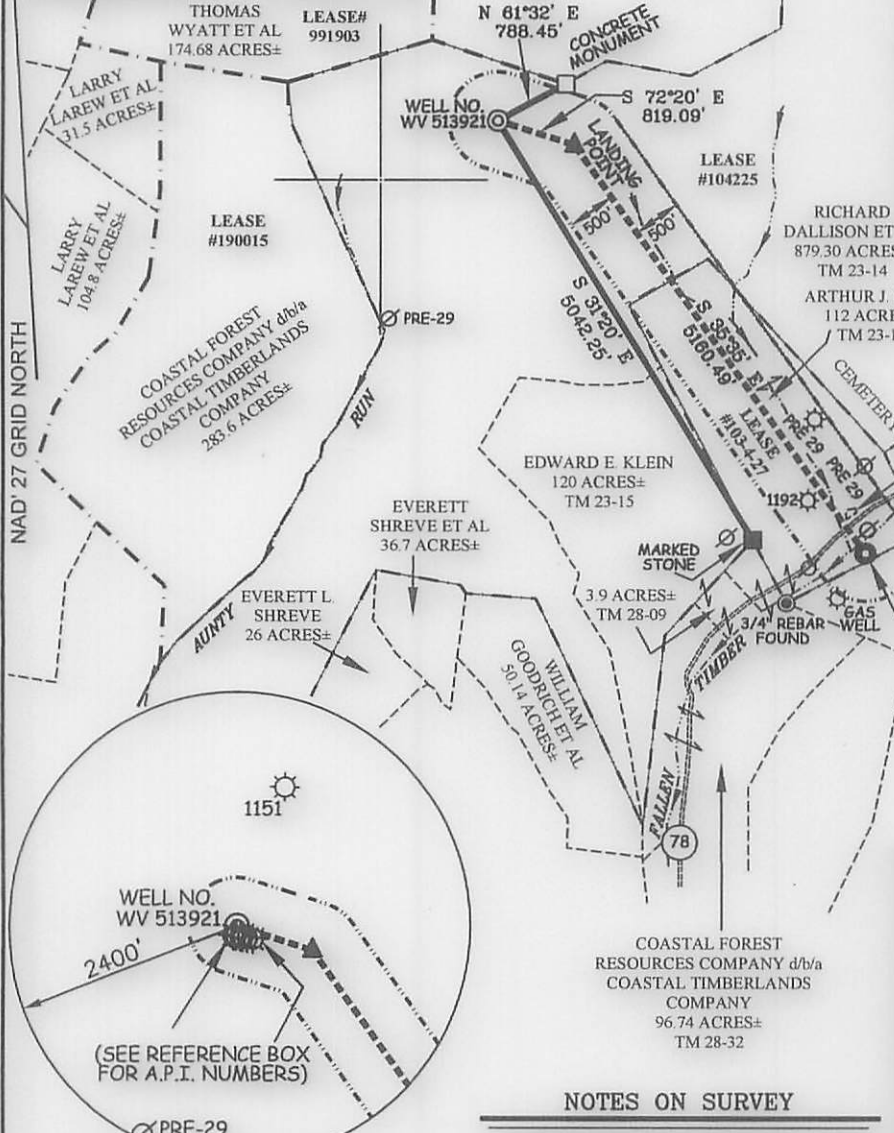 THOMAS
WYATT ET AL
174.68 ACRES±
LEASE#
991903
N 61°32' E
788.45'
CONCRETE
MONUMENT
LARRY
LAREW ET AL
31.5 ACRES±
WELL NO.
WV 513921
S 72°20' E
819.09'
LANDING
POINT
LEASE
#104225
LARRY
LAREW ET AL
104.8 ACRES±
LEASE
#190015
500'
500'
RICHARD
DALLISON ET
879.30 ACRES
TM 23-14
ARTHUR J.
112 ACRE
TM 23-1
NAD' 27 GRID NORTH
COASTAL FOREST
RESOURCES COMPANY d/b/a
COASTAL TIMBERLANDS
COMPANY
283.6 ACRES±
PRE-29
S 31°20' E
5042.25'
S 35°35' E
5160.49'
LEASE
#103-4-27
PRE 29
PRE 29
CEMETERY
RUN
EDWARD E. KLEIN
120 ACRES±
TM 23-15
1192
EVERETT
SHREVE ET AL
36.7 ACRES±
MARKED
STONE
EVERETT L.
SHREVE
26 ACRES±
3.9 ACRES±
TM 28-09
3/4" REBAR
FOUND
GAS
WELL
AUNTY
WILLIAM
GOODRICH ET AL
50.14 ACRES±
TIMBER
FALLEN
78
1151
WELL NO.
WV 513921
2400'
(SEE REFERENCE BOX
FOR A.P.I. NUMBERS)
COASTAL FOREST
RESOURCES COMPANY d/b/a
COASTAL TIMBERLANDS
COMPANY
96.74 ACRES±
TM 28-32
PRE-29
NOTES ON SURVEY